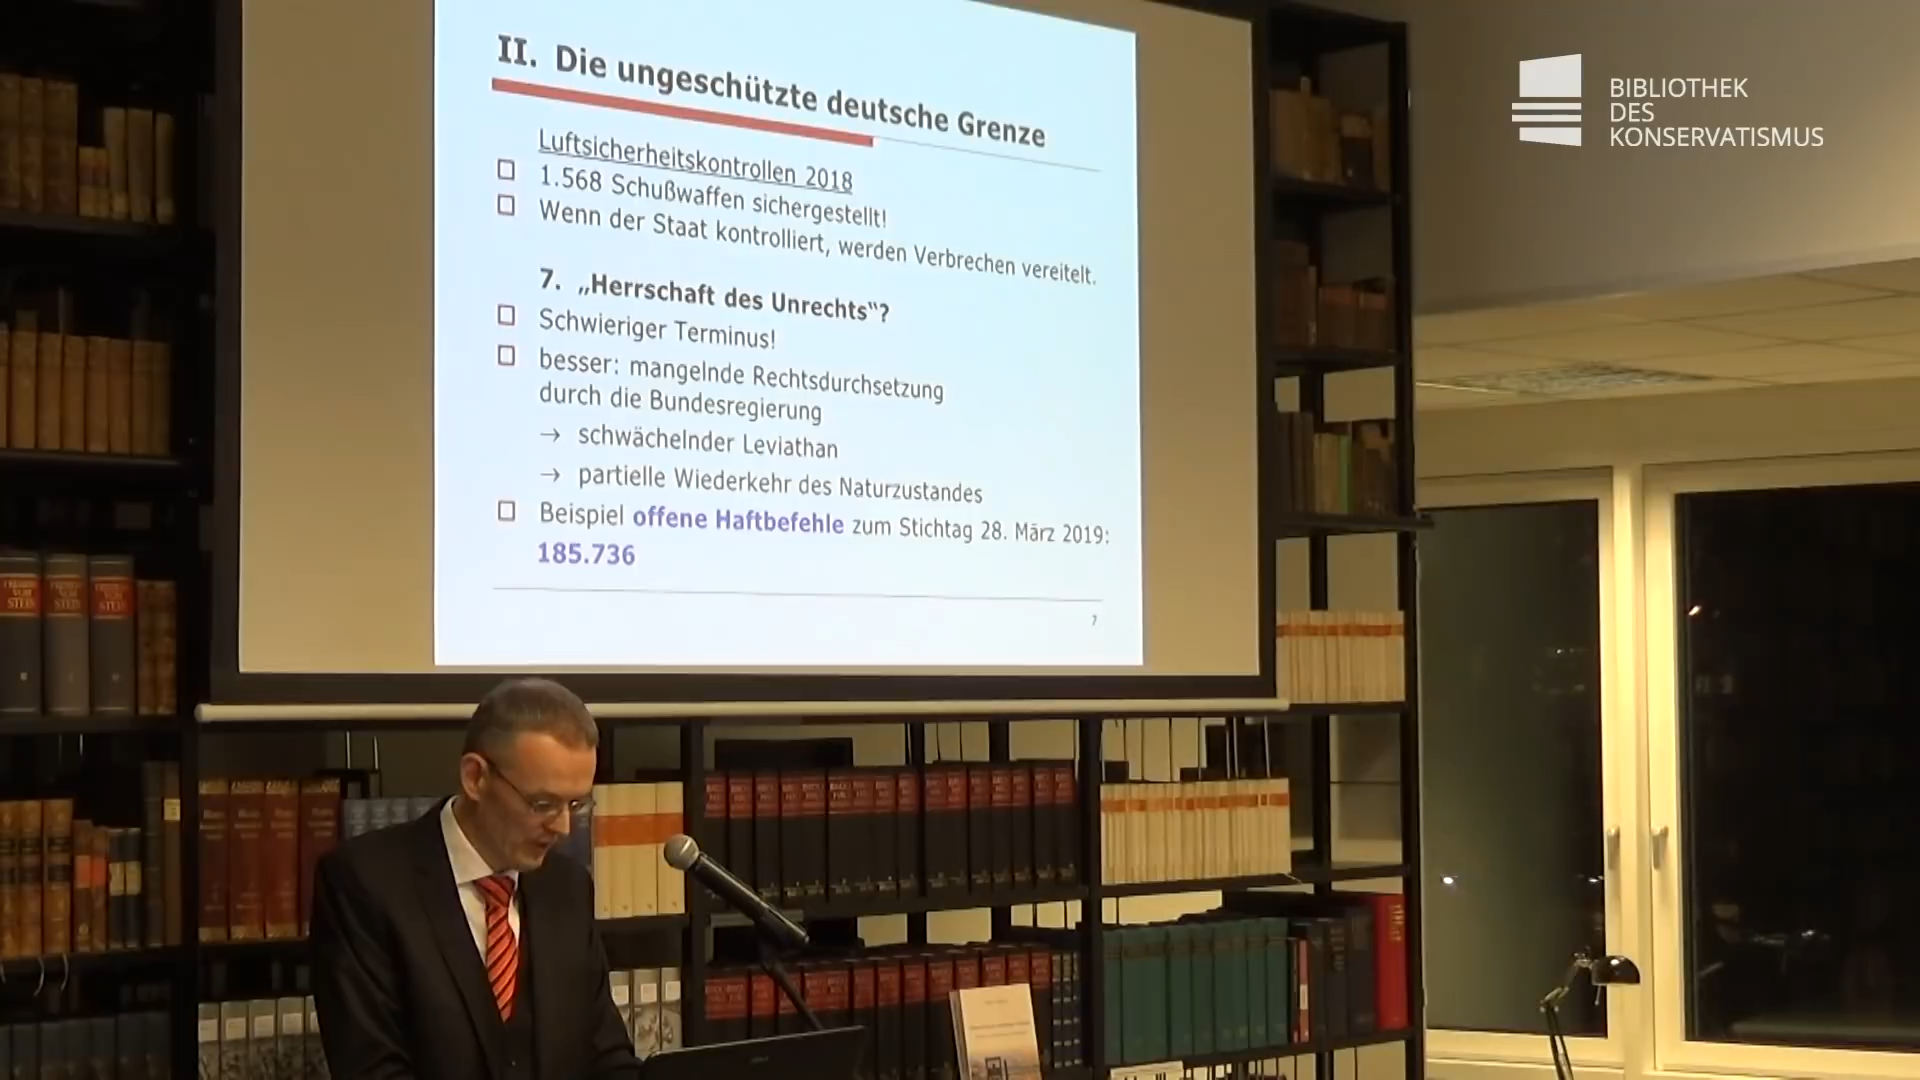 II. Die ungeschützte deutsche Grenze
Luftsicherheitskontrollen 2018
1.568 Schußwaffen sichergestellt!
Wenn der Staat kontrolliert, werden Verbrechen vereitelt.
7. „Herrschaft des Unrechts“?
Schwieriger Terminus!
besser: mangelnde Rechtsdurchsetzung
durch die Bundesregierung
→ schwächelnder Leviathan
→ partielle Wiederkehr des Naturzustandes
Beispiel offene Haftbefehle zum Stichtag 28. März 2019:
185.736
7
BIBLIOTHEK
DES
KONSERVATISMUS